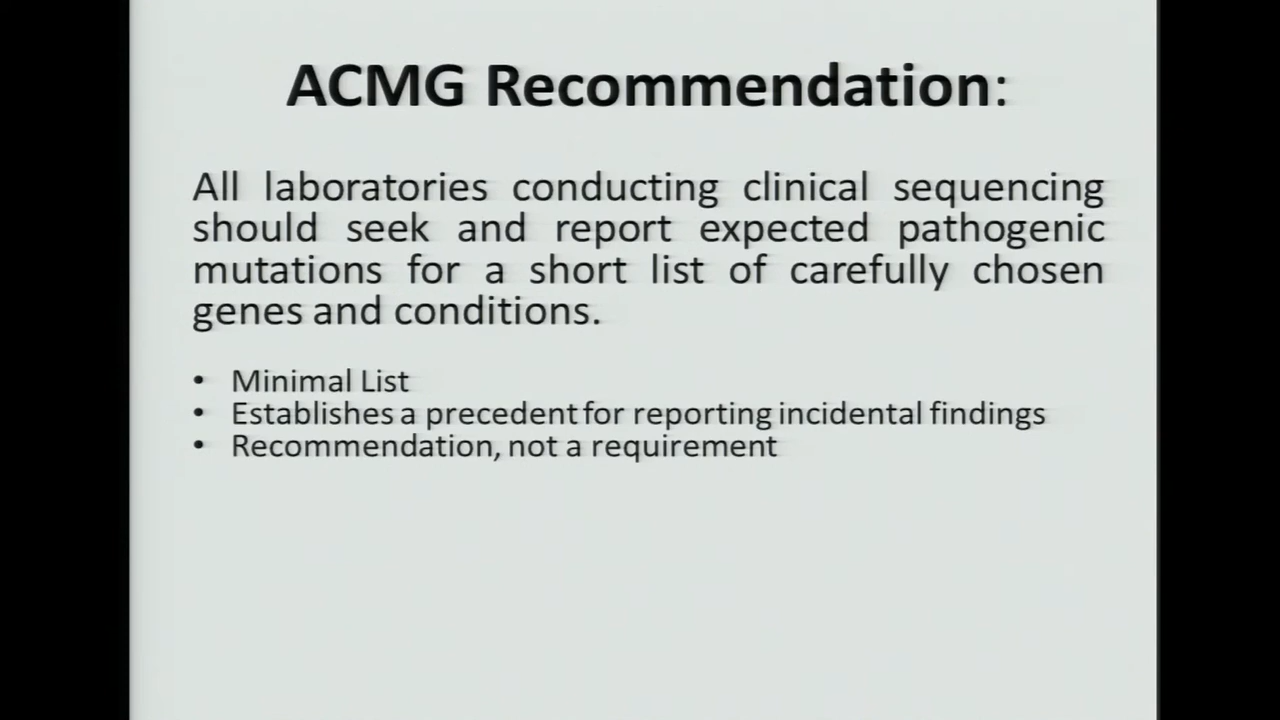 ACMG Recommendation:
All laboratories conducting clinical sequencing
should seek and report expected pathogenic
mutations for a short list of carefully chosen
genes and conditions.
• Minimal List
• Establishes a precedent for reporting incidental findings
• Recommendation, not a requirement